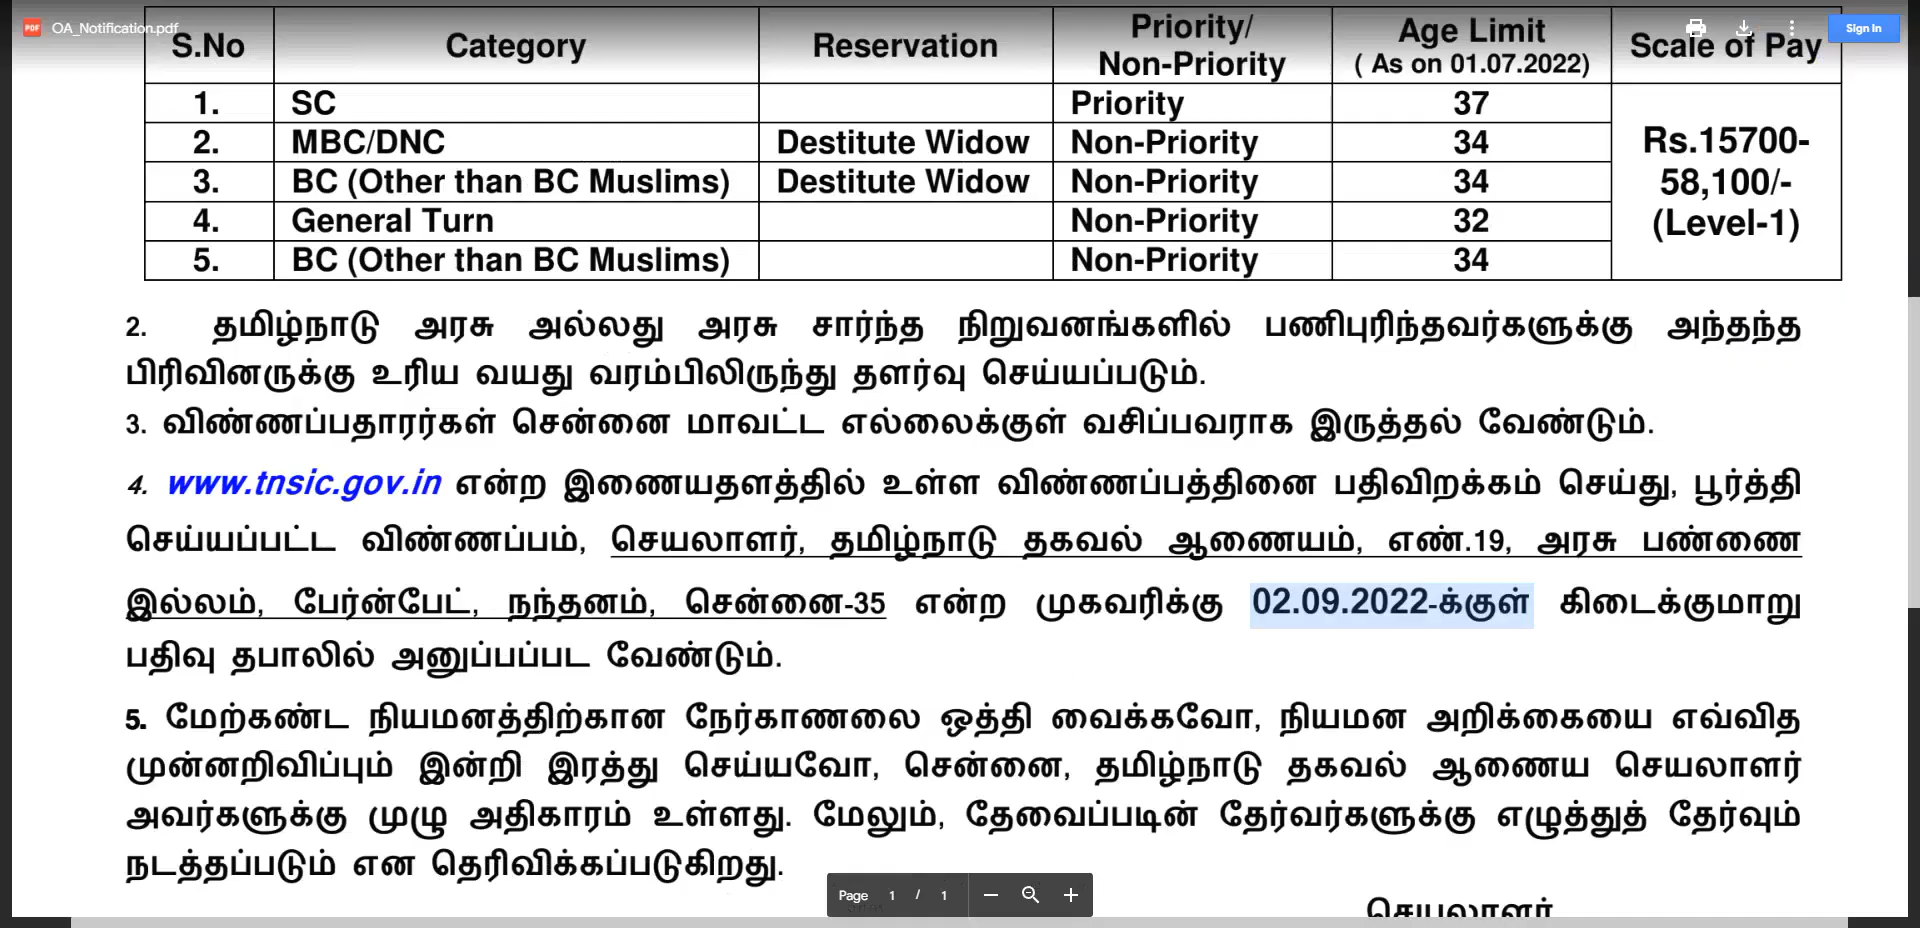 OA_Notification.pdf
Sign In
S.No Category Reservation Priority/ Non-Priority Age Limit ( As on 01.07.2022) Scale of Pay
1. SC Priority 37
2. MBC/DNC Destitute Widow Non-Priority 34
3. BC (Other than BC Muslims) Destitute Widow Non-Priority 34
4. General Turn Non-Priority 32
5. BC (Other than BC Muslims) Non-Priority 34
Rs.15700-
58,100/-
(Level-1)
2. தமிழ்நாடு அரசு அல்லது அரசு சார்ந்த நிறுவனங்களில் பணிபுரிந்தவர்களுக்கு அந்தந்த
பிரிவினருக்கு உரிய வயது வரம்பிலிருந்து தளர்வு செய்யப்படும்.
3. விண்ணப்பதாரர்கள் சென்னை மாவட்ட எல்லைக்குள் வசிப்பவராக இருத்தல் வேண்டும்.
4. www.tnsic.gov.in என்ற இணையதளத்தில் உள்ள விண்ணப்பத்தினை பதிவிறக்கம் செய்து, பூர்த்தி
செய்யப்பட்ட விண்ணப்பம், செயலாளர், தமிழ்நாடு தகவல் ஆணையம், எண்.19, அரசு பண்ணை
இல்லம், பேர்ன்பேட், நந்தனம், சென்னை-35 என்ற முகவரிக்கு 02.09.2022-க்குள் கிடைக்குமாறு
பதிவு தபாலில் அனுப்பப்பட வேண்டும்.
5. மேற்கண்ட நியமனத்திற்கான நேர்காணலை ஒத்தி வைக்கவோ, நியமன அறிக்கையை எவ்வித
முன்னறிவிப்பும் இன்றி இரத்து செய்யவோ, சென்னை, தமிழ்நாடு தகவல் ஆணைய செயலாளர்
அவர்களுக்கு முழு அதிகாரம் உள்ளது. மேலும், தேவைப்படின் தேர்வர்களுக்கு எழுத்துத் தேர்வும்
நடத்தப்படும் என தெரிவிக்கப்படுகிறது.
Page 1 / 1
செயலாளர்